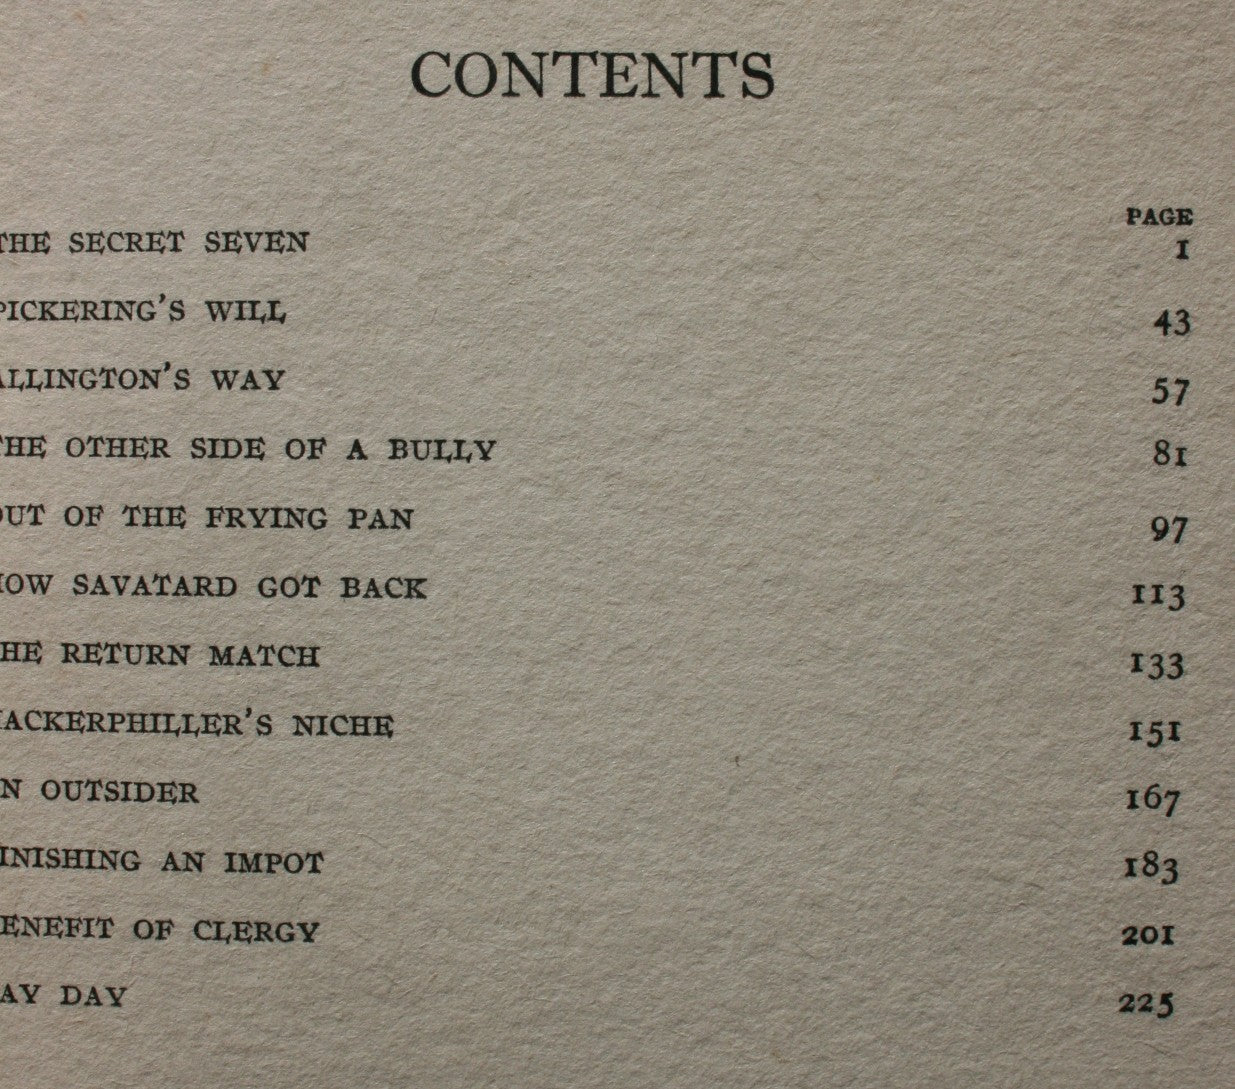 CONTENTS
PAGE
THE SECRET SEVEN 1
PICKERING'S WILL 43
ALLINGTON'S WAY 57
THE OTHER SIDE OF A BULLY 81
OUT OF THE FRYING PAN 97
HOW SAVATARD GOT BACK 113
THE RETURN MATCH 133
ACKERPHILLER'S NICHE 151
N OUTSIDER 167
INISHING AN IMPOT 183
ENEFIT OF CLERGY 201
AY DAY 225